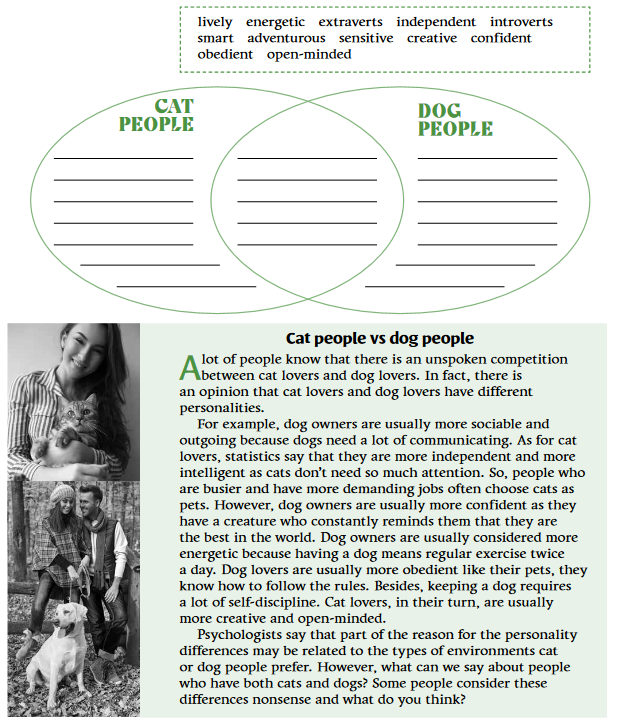 lively energetic extraverts independent introverts
smart adventurous sensitive creative confident
obedient open-minded
CAT
PEOPLE
DOG
PEOPLE
Cat people vs dog people
A lot of people know that there is an unspoken competition
between cat lovers and dog lovers. In fact, there is
an opinion that cat lovers and dog lovers have different
personalities.
For example, dog owners are usually more sociable and
outgoing because dogs need a lot of communicating. As for cat
lovers, statistics say that they are more independent and more
intelligent as cats don’t need so much attention. So, people who
are busier and have more demanding jobs often choose cats as
pets. However, dog owners are usually more confident as they
have a creature who constantly reminds them that they are
the best in the world. Dog owners are usually considered more
energetic because having a dog means regular exercise twice
a day. Dog lovers are usually more obedient like their pets, they
know how to follow the rules. Besides, keeping a dog requires
a lot of self-discipline. Cat lovers, in their turn, are usually
more creative and open-minded.
Psychologists say that part of the reason for the personality
differences may be related to the types of environments cat
or dog people prefer. However, what can we say about people
who have both cats and dogs? Some people consider these
differences nonsense and what do you think?